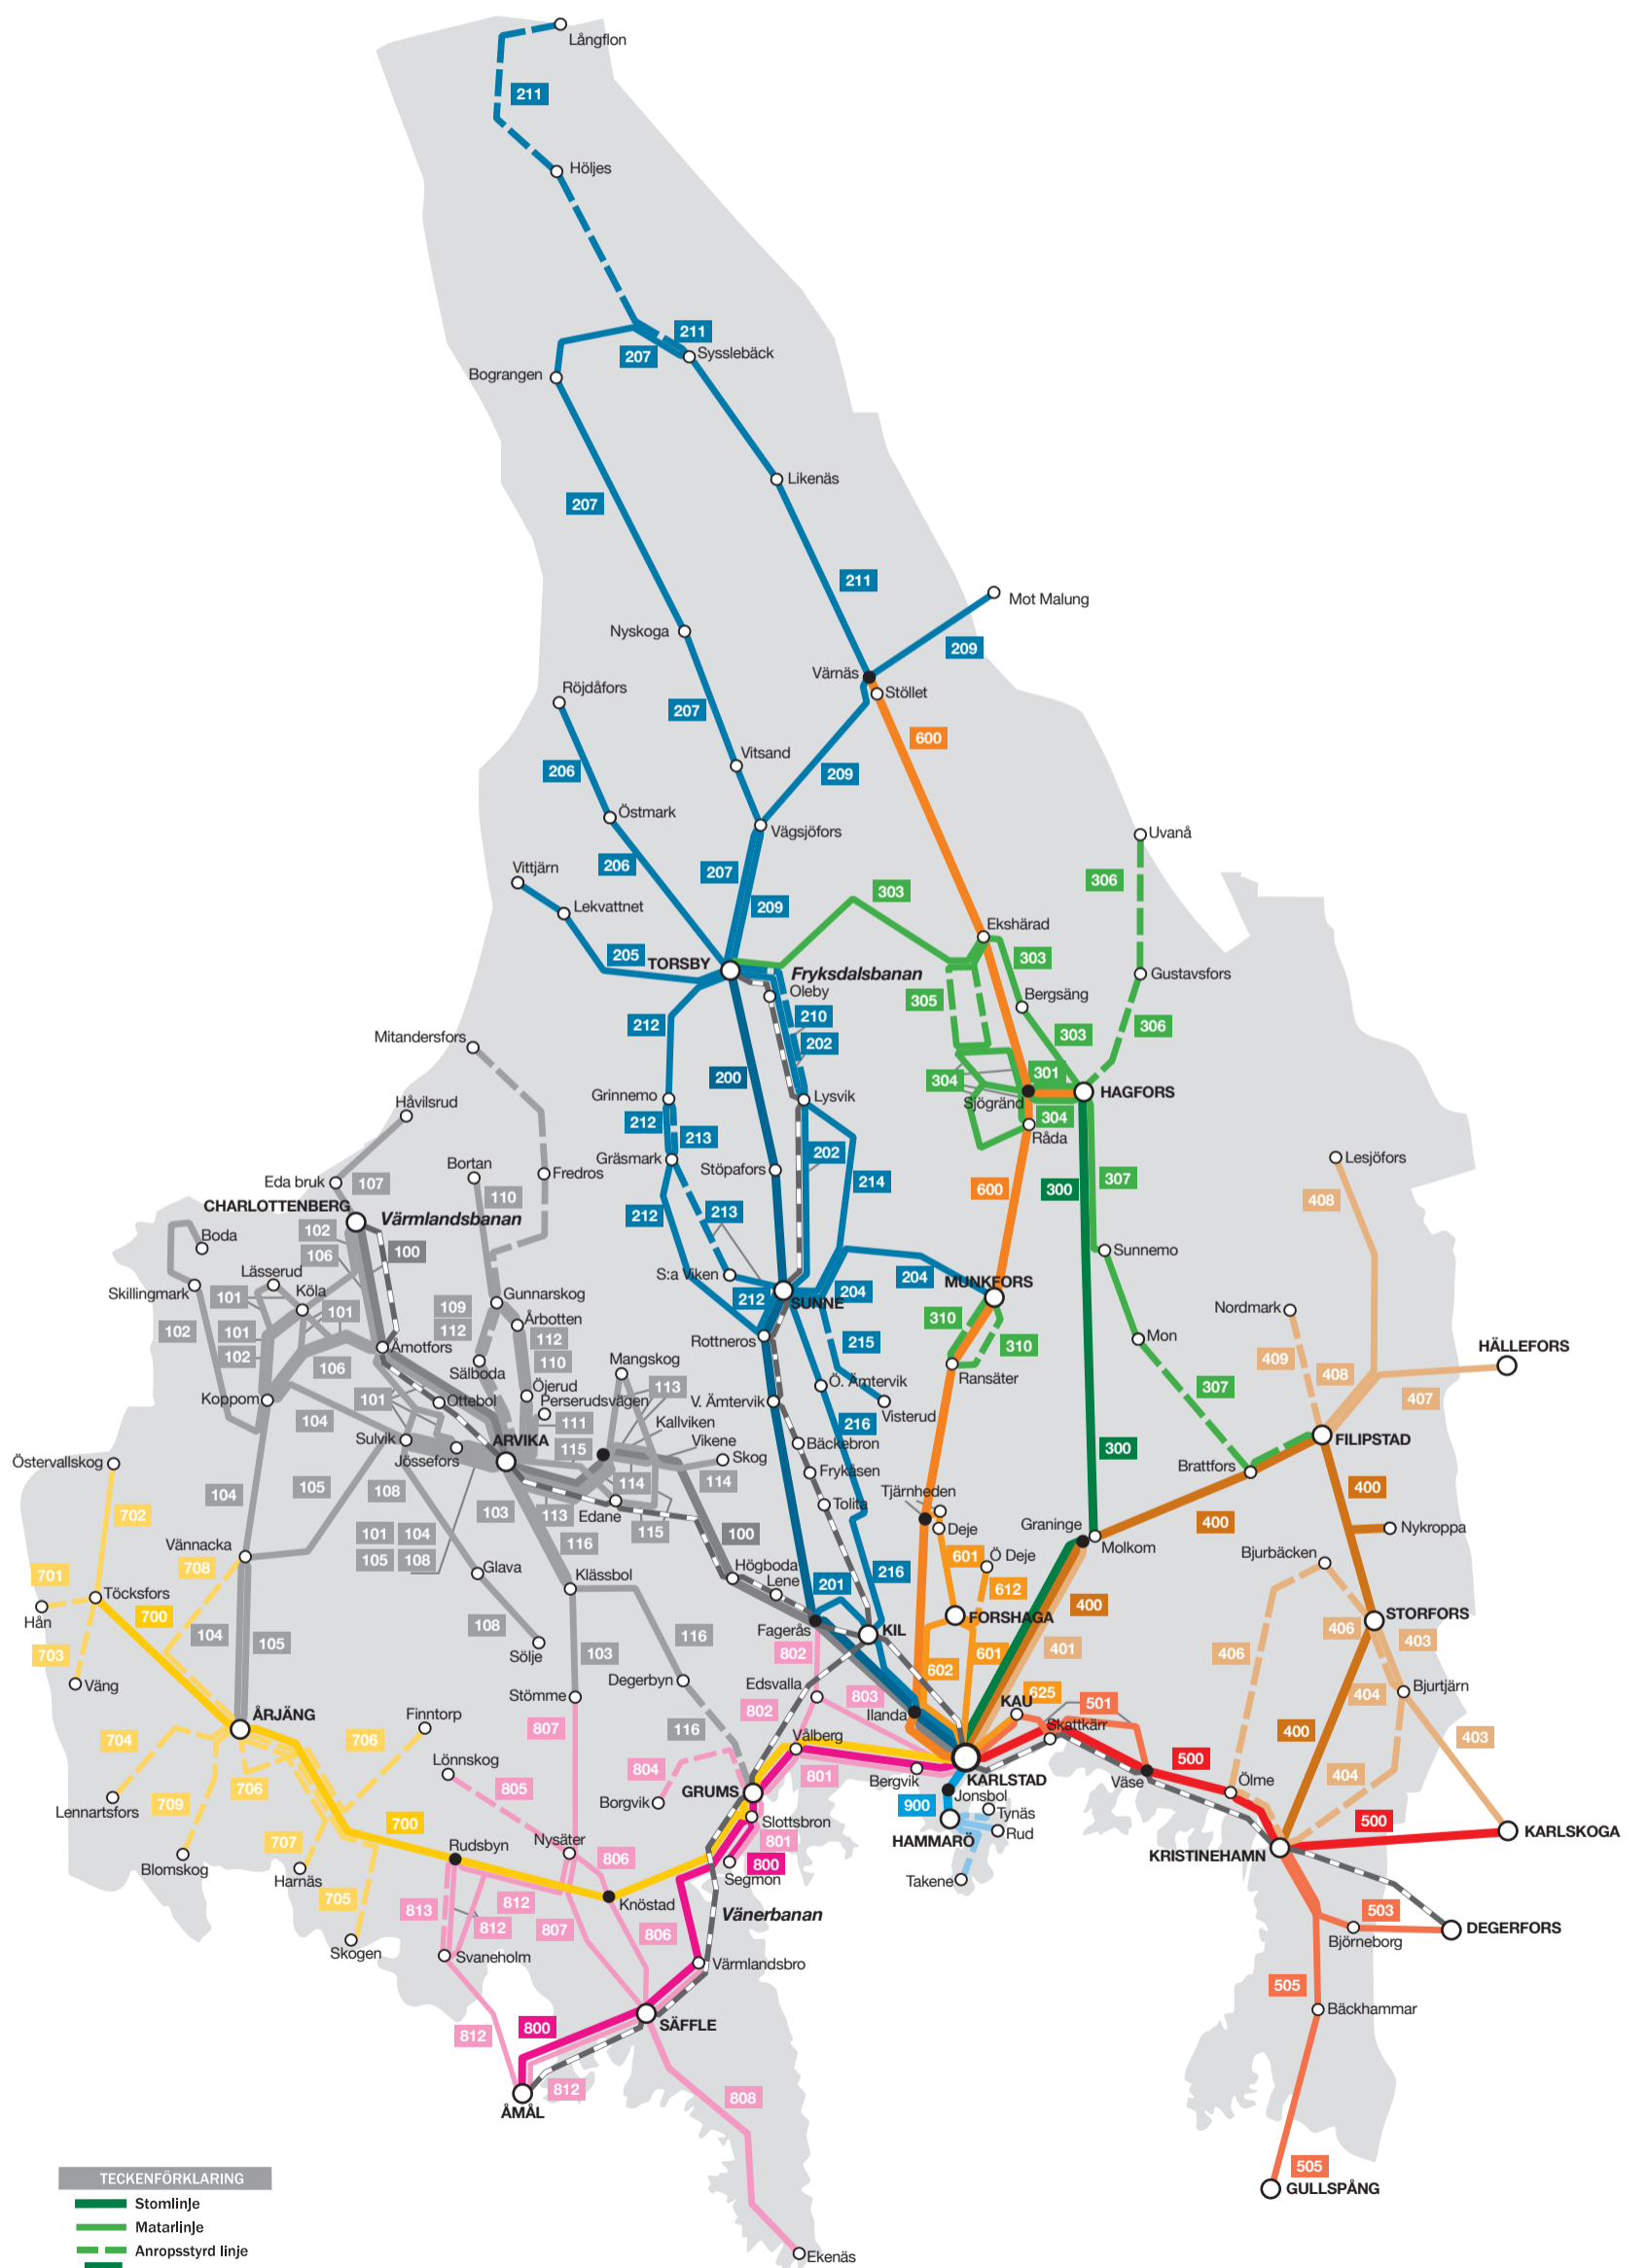 Långflon
211
Höljes
211
207
Sysslebäck
Bograngen
Likenäs
207
211
Mot Malung
Nyskoga
209
Värnäs
Stöllet
Röjdåfors
207
600
Vitsand
206
209
Östmark
Vägsjöfors
Uvanå
206
Vittjärn
207
306
303
Lekvattnet
209
Ekshärad
205
TORSBY
303
Fryksdalsbanan
Gustavsfors
Oleby
305
Bergsäng
210
212
306
303
Mitandersfors
202
200
301
304
HAGFORS
Grinnemo
Lysvik
Sjögränd
Håvilsrud
304
212
213
Råda
202
Gräsmark
Stöpafors
Lesjöfors
Bortan
Fredros
307
214
Eda bruk
107
300
600
110
408
CHARLOTTENBERG
213
212
Värmlandsbanan
102
100
Boda
106
Sunnemo
Lässerud
S:a Viken
204
MUNKFORS
Skillingmark
101
Köla
204
Gunnarskog
212
SUNNE
109
Nordmark
101
310
Årbotten
102
101
112
112
Rottneros
215
310
Mon
Åmotfors
HÄLLEFORS
102
110
Mangskog
409
106
Sälboda
408
Ransäter
Öjerud
113
Ö. Ämtervik
307
407
Koppom
101
Ottebol
Perserudsvägen
V. Ämtervik
Visterud
104
111
Kallviken
216
Sulvik
ARVIKA
Vikene
Bäckebron
FILIPSTAD
115
Jössefors
Skog
Östervallskog
Frykåsen
Brattfors
114
114
105
108
400
104
Tjärnheden
103
113
Edane
Tolita
702
115
Deje
Graninge
400
Nykroppa
101
104
100
116
Molkom
Vännacka
601
Ö Deje
Bjurbäcken
105
108
Högboda
701
708
Glava
Klässbol
Lene
216
612
Töcksfors
201
400
Hån
700
FORSHAGA
STORFORS
104
105
108
116
Fagerås
KIL
406
403
703
103
802
601
401
406
Sölje
Degerbyn
602
Väng
Edsvalla
Bjurtjärn
Stömme
803
625
404
KAU
501
802
Ilanda
ÅRJÄNG
Finntorp
807
116
Skattkärr
400
403
704
706
Vålberg
Lönnskog
500
804
801
Bergvik
KARLSTAD
404
706
805
GRUMS
Väse
Ölme
Jonsbol
Lennartsfors
709
Borgvik
900
Tynäs
700
Slottsbron
500
KARLSKOGA
Rudsbyn
Nysäter
801
HAMMARÖ
Rud
707
806
800
KRISTINEHAMN
Blomskog
Harnäs
Segmon
Takene
705
812
Knöstad
813
503
812
807
806
Vänerbanan
DEGERFORS
Skogen
Björneborg
Svaneholm
Värmlandsbro
505
Bäckhammar
800
SÄFFLE
812
812
ÅMÅL
808
505
GULLSPÅNG
TECKENFÖRKLARING
Stomlinje
Matarlinje
Anropsstyrd linje
Ekenäs